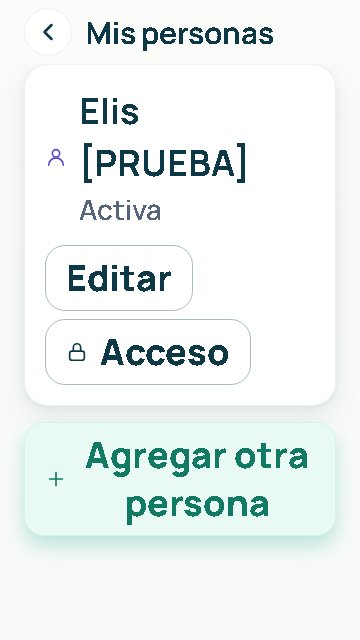 Mis personas
Elis
[PRUEBA]
Activa
Editar
Acceso
Agregar otra
persona